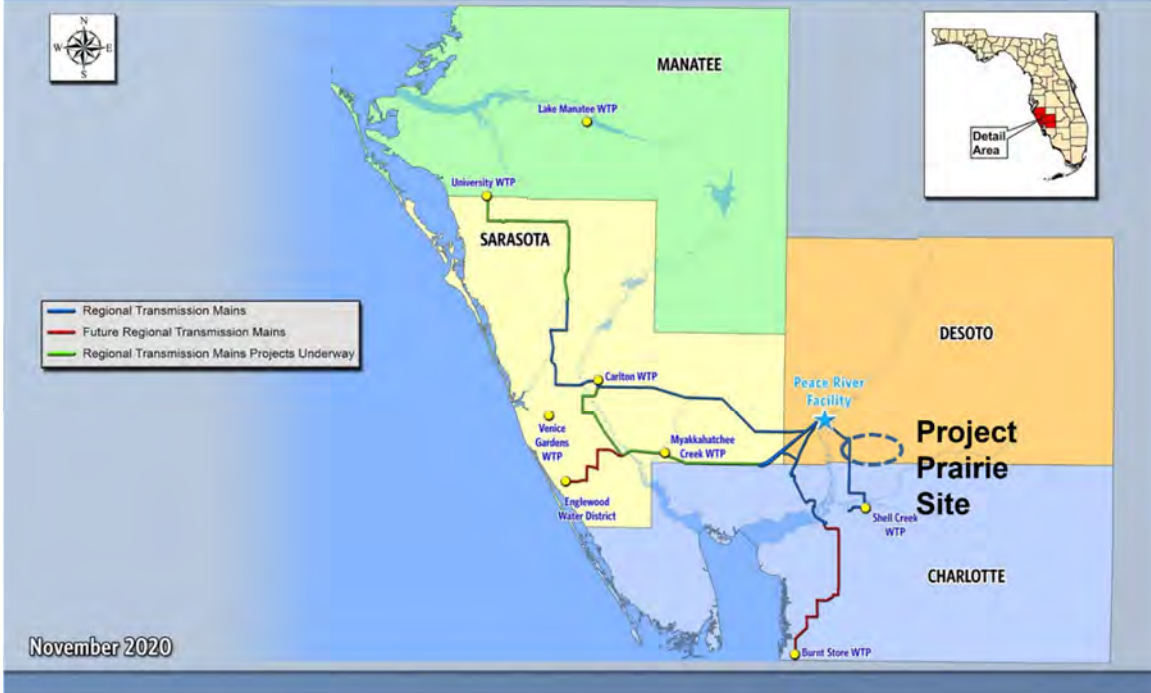 N
W E
S
MANATEE
Lake Manatee WTP
Detail
Area
University WTP
SARASOTA
Regional Transmission Mains
Future Regional Transmission Mains
Regional Transmission Mains Projects Underway
DESOTO
Carlton WTP
Peace River
Facility
Venice
Gardens
WTP
Myakkahatchee
Creek WTP
Project
Prairie
Site
Englewood
Water District
Shell Creek
WTP
CHARLOTTE
Burnt Store WTP
November 2020